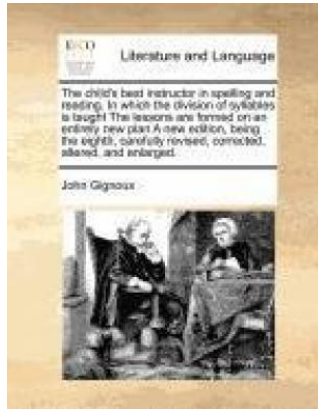 ECCO
Literature and Language
The child's best instructor in spelling and
reading. In which the division of syllables
is taught The lessons are formed on an
entirely new plan A new edition, being
the eighth, carefully revised, corrected,
altered, and enlarged.
John Gignoux